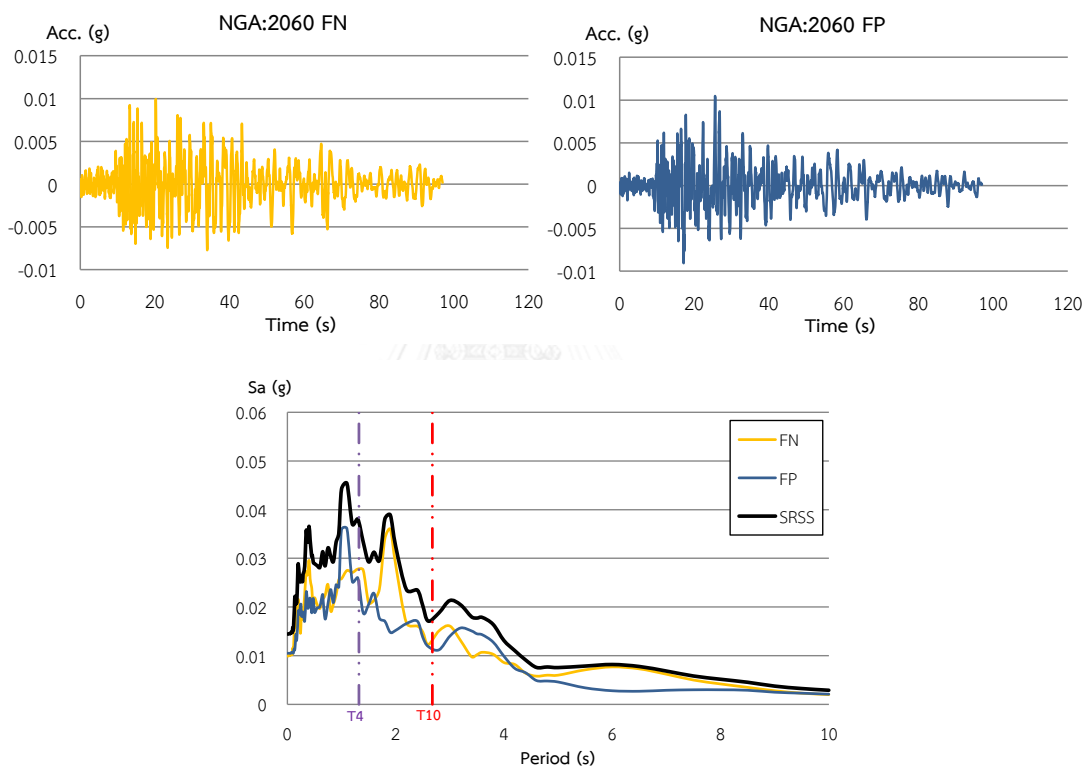 NGA:2060 FN
Acc. (g)
0.015
0.01
0.005
0
-0.005
-0.01
0 20 40 60 80 100 120
Time (s)
NGA:2060 FP
Acc. (g)
0.015
0.01
0.005
0
-0.005
-0.01
0 20 40 60 80 100 120
Time (s)
Sa (g)
0.06
0.05
0.04
0.03
0.02
0.01
0
FN
FP
SRSS
T4 T10
0 2 4 6 8 10
Period (s)